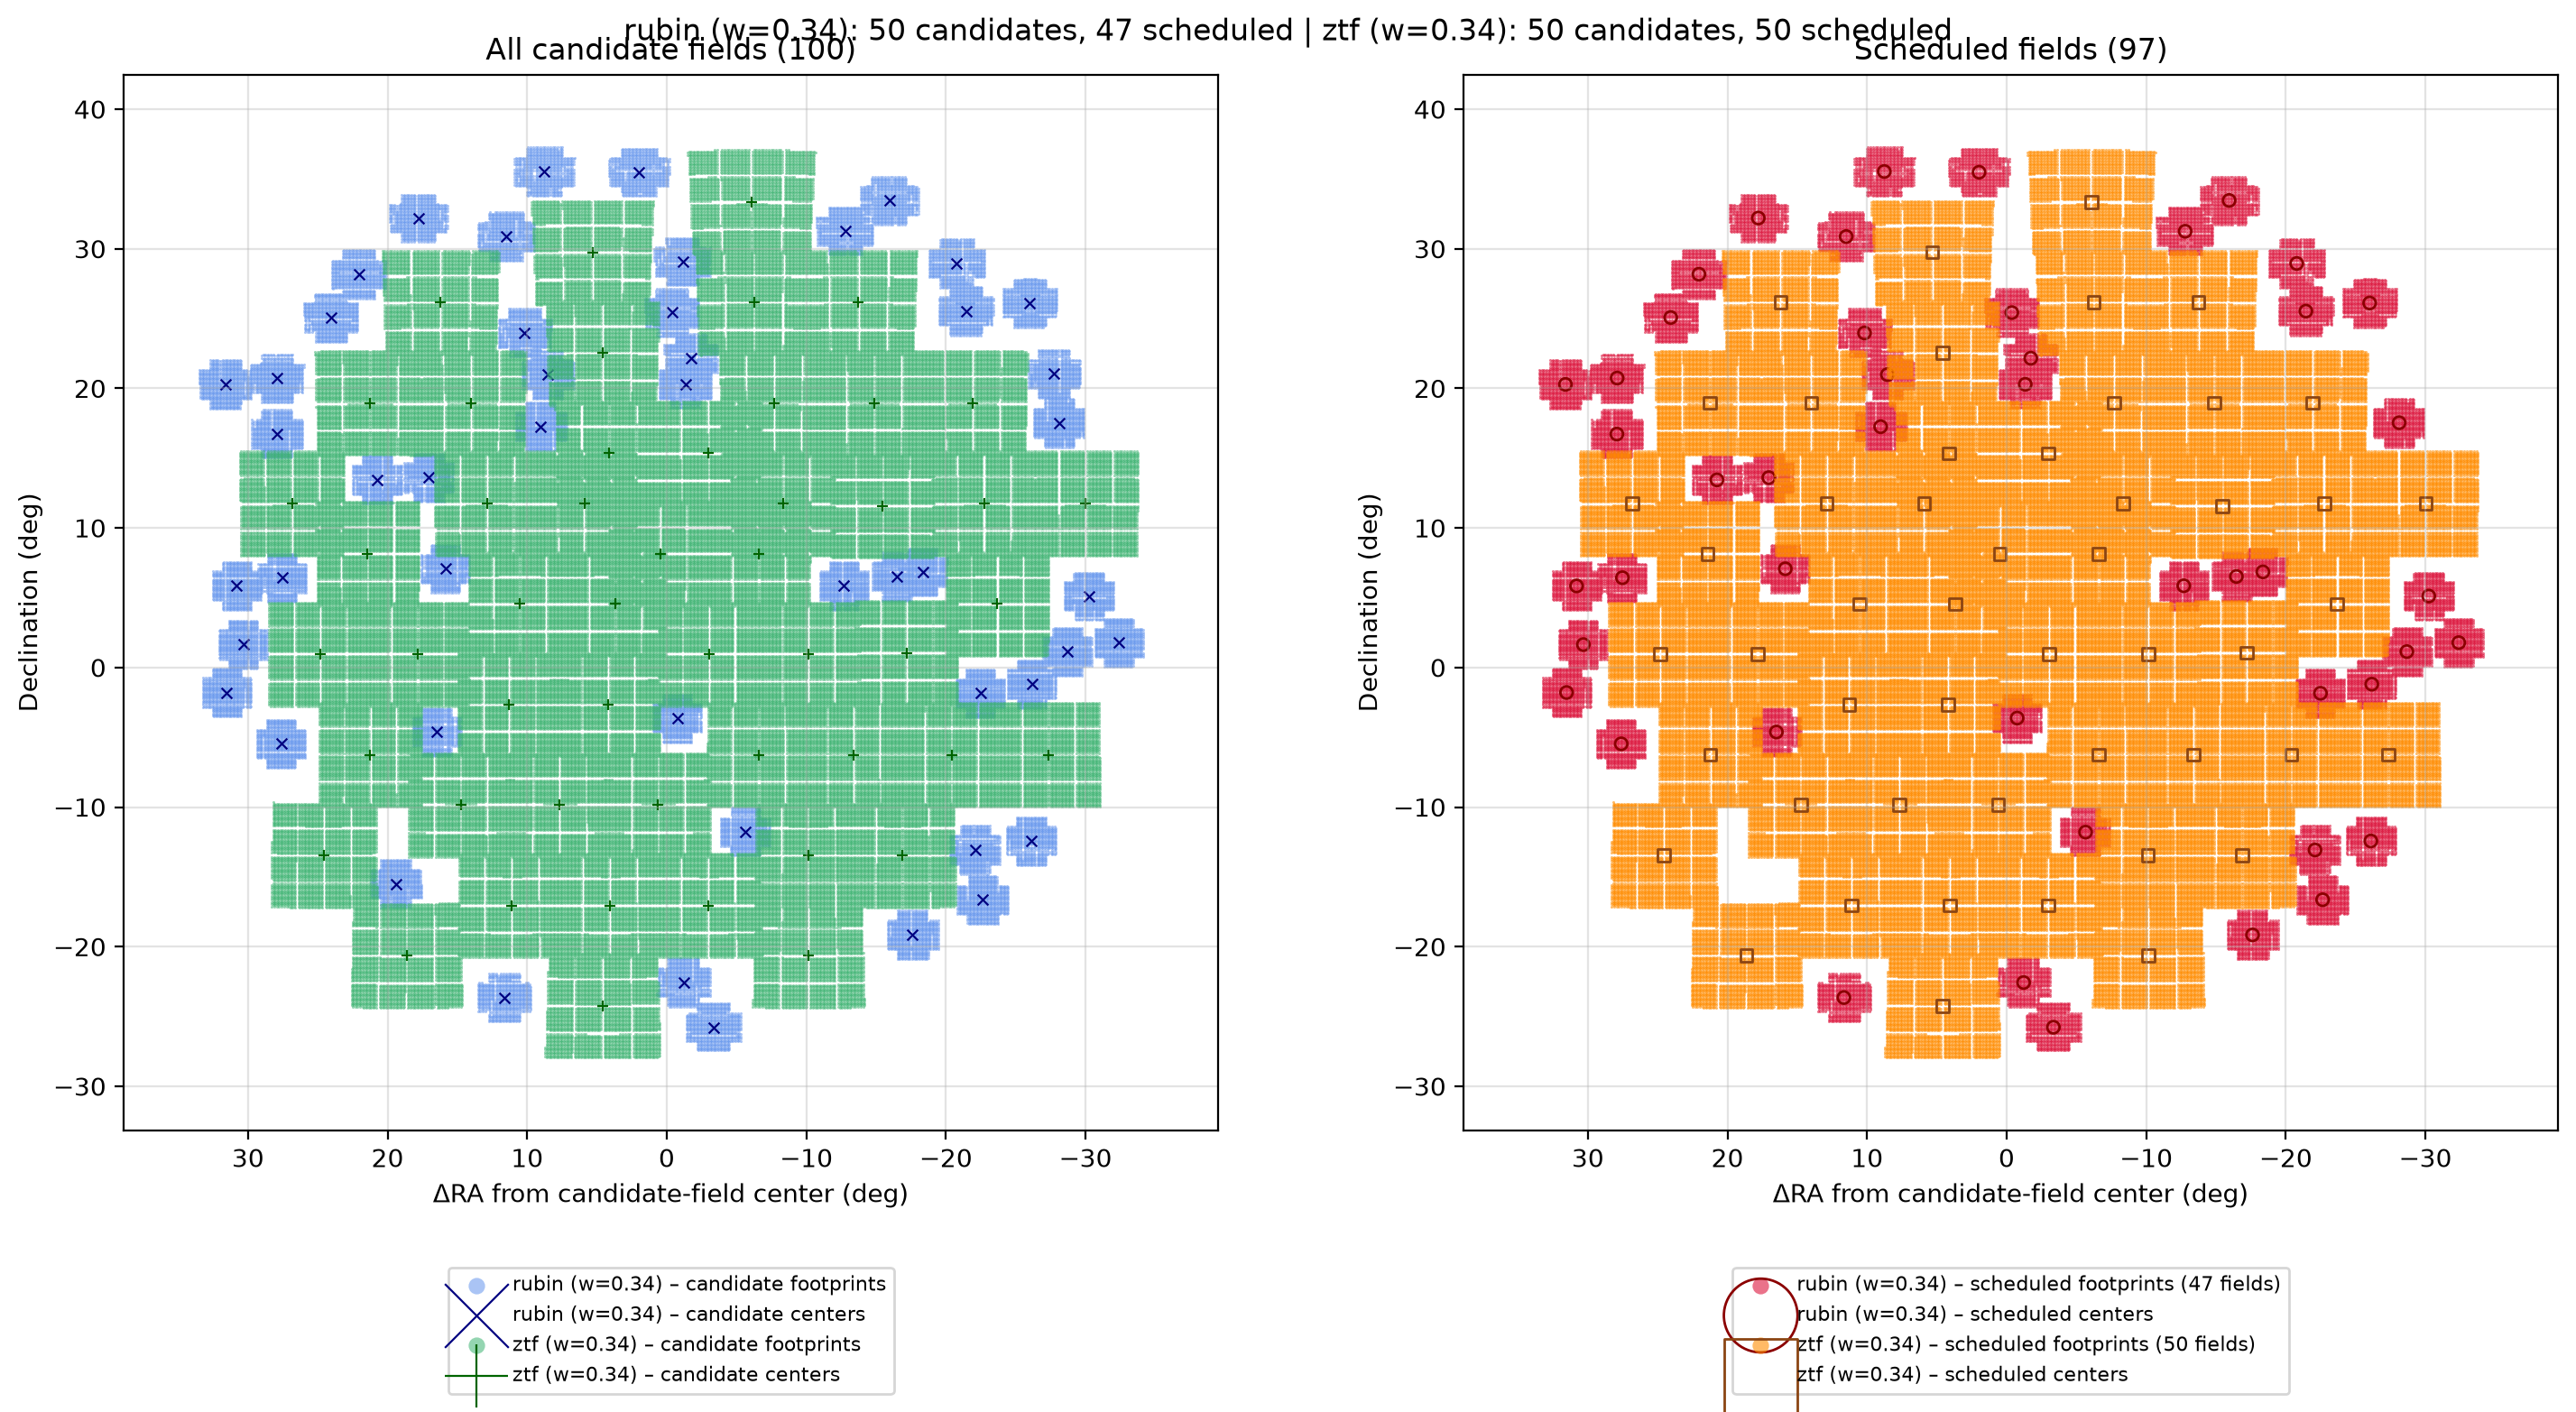 rubin (w=0.34): 50 candidates, 47 scheduled | ztf (w=0.34): 50 candidates, 50 scheduled
All candidate fields (100)
40
30
20
10
0
−10
−20
−30
Declination (deg)
30 20 10 0 −10 −20 −30
ΔRA from candidate-field center (deg)
rubin (w=0.34) – candidate footprints
rubin (w=0.34) – candidate centers
ztf (w=0.34) – candidate footprints
ztf (w=0.34) – candidate centers
Scheduled fields (97)
40
30
20
10
0
−10
−20
−30
Declination (deg)
30 20 10 0 −10 −20 −30
ΔRA from candidate-field center (deg)
rubin (w=0.34) – scheduled footprints (47 fields)
rubin (w=0.34) – scheduled centers
ztf (w=0.34) – scheduled footprints (50 fields)
ztf (w=0.34) – scheduled centers